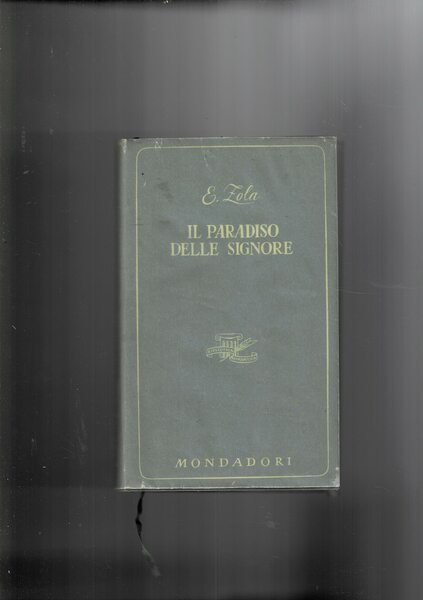 E. Zola
IL PARADISO
DELLE SIGNORE
MONDADORI